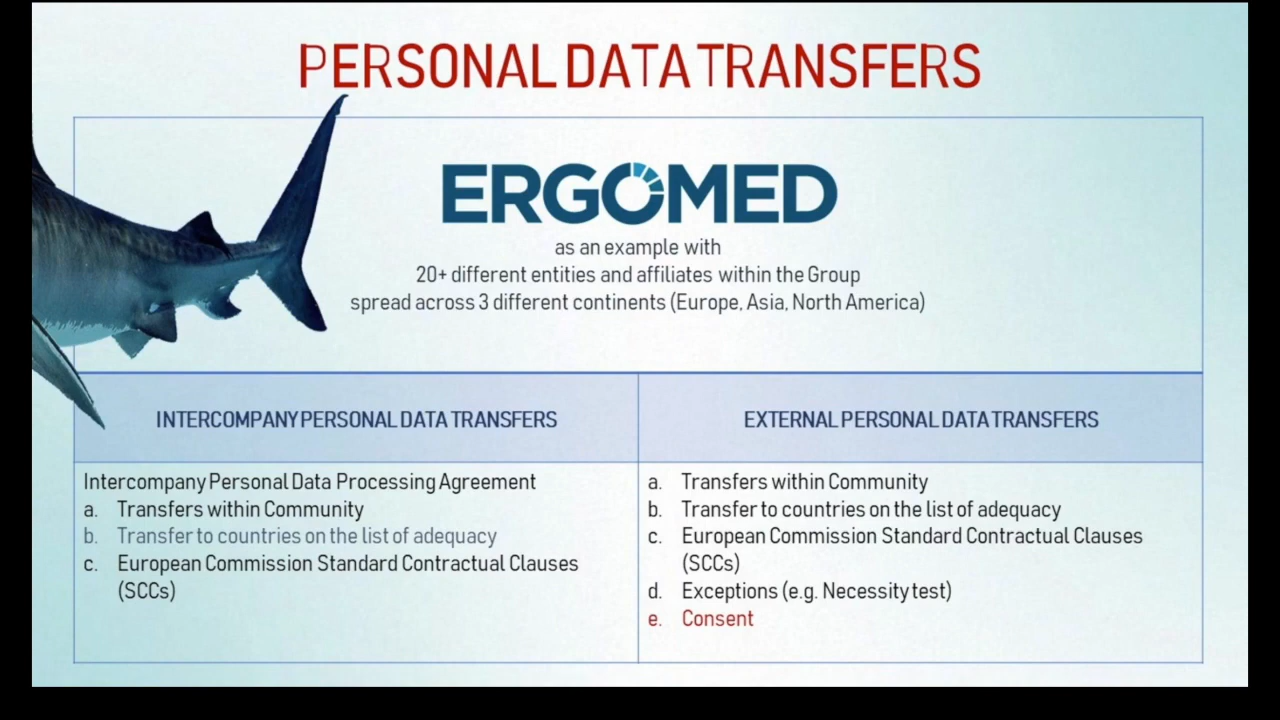 PERSONAL DATA TRANSFERS
ERGOMED
as an example with
20+ different entities and affiliates within the Group
spread across 3 different continents (Europe, Asia, North America)
INTERCOMPANY PERSONAL DATA TRANSFERS
Intercompany Personal Data Processing Agreement
a. Transfers within Community
b. Transfer to countries on the list of adequacy
c. European Commission Standard Contractual Clauses
(SCCs)
EXTERNAL PERSONAL DATA TRANSFERS
a. Transfers within Community
b. Transfer to countries on the list of adequacy
c. European Commission Standard Contractual Clauses
(SCCs)
d. Exceptions (e.g. Necessity test)
e. Consent